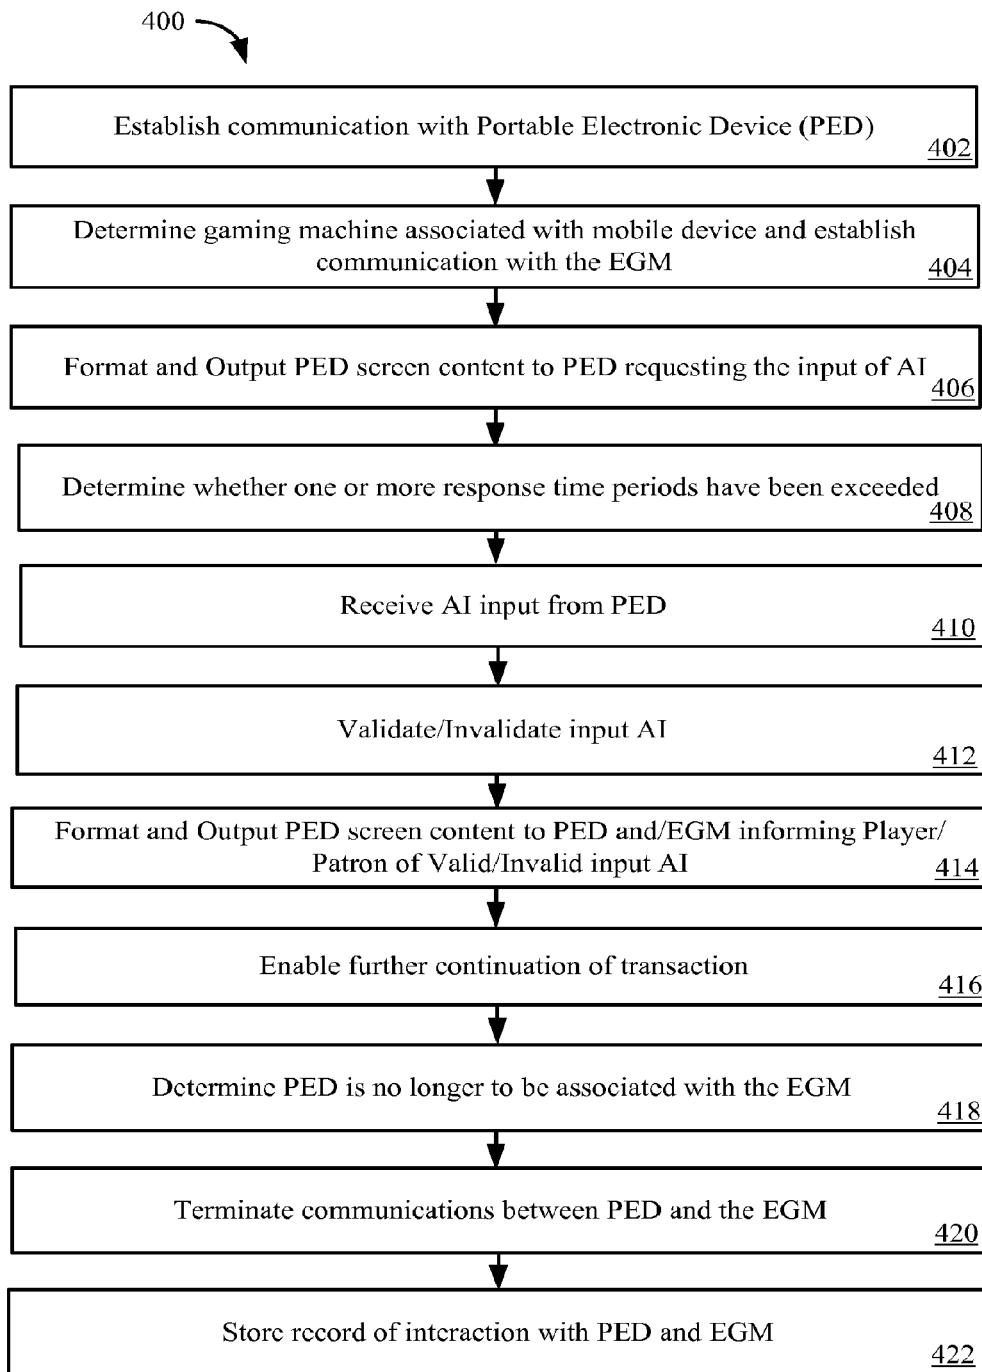 400
Establish communication with Portable Electronic Device (PED)
402
Determine gaming machine associated with mobile device and establish
communication with the EGM
404
Format and Output PED screen content to PED requesting the input of AI
406
Determine whether one or more response time periods have been exceeded
408
Receive AI input from PED
410
Validate/Invalidate input AI
412
Format and Output PED screen content to PED and/EGM informing Player/
Patron of Valid/Invalid input AI
414
Enable further continuation of transaction
416
Determine PED is no longer to be associated with the EGM
418
Terminate communications between PED and the EGM
420
Store record of interaction with PED and EGM
422